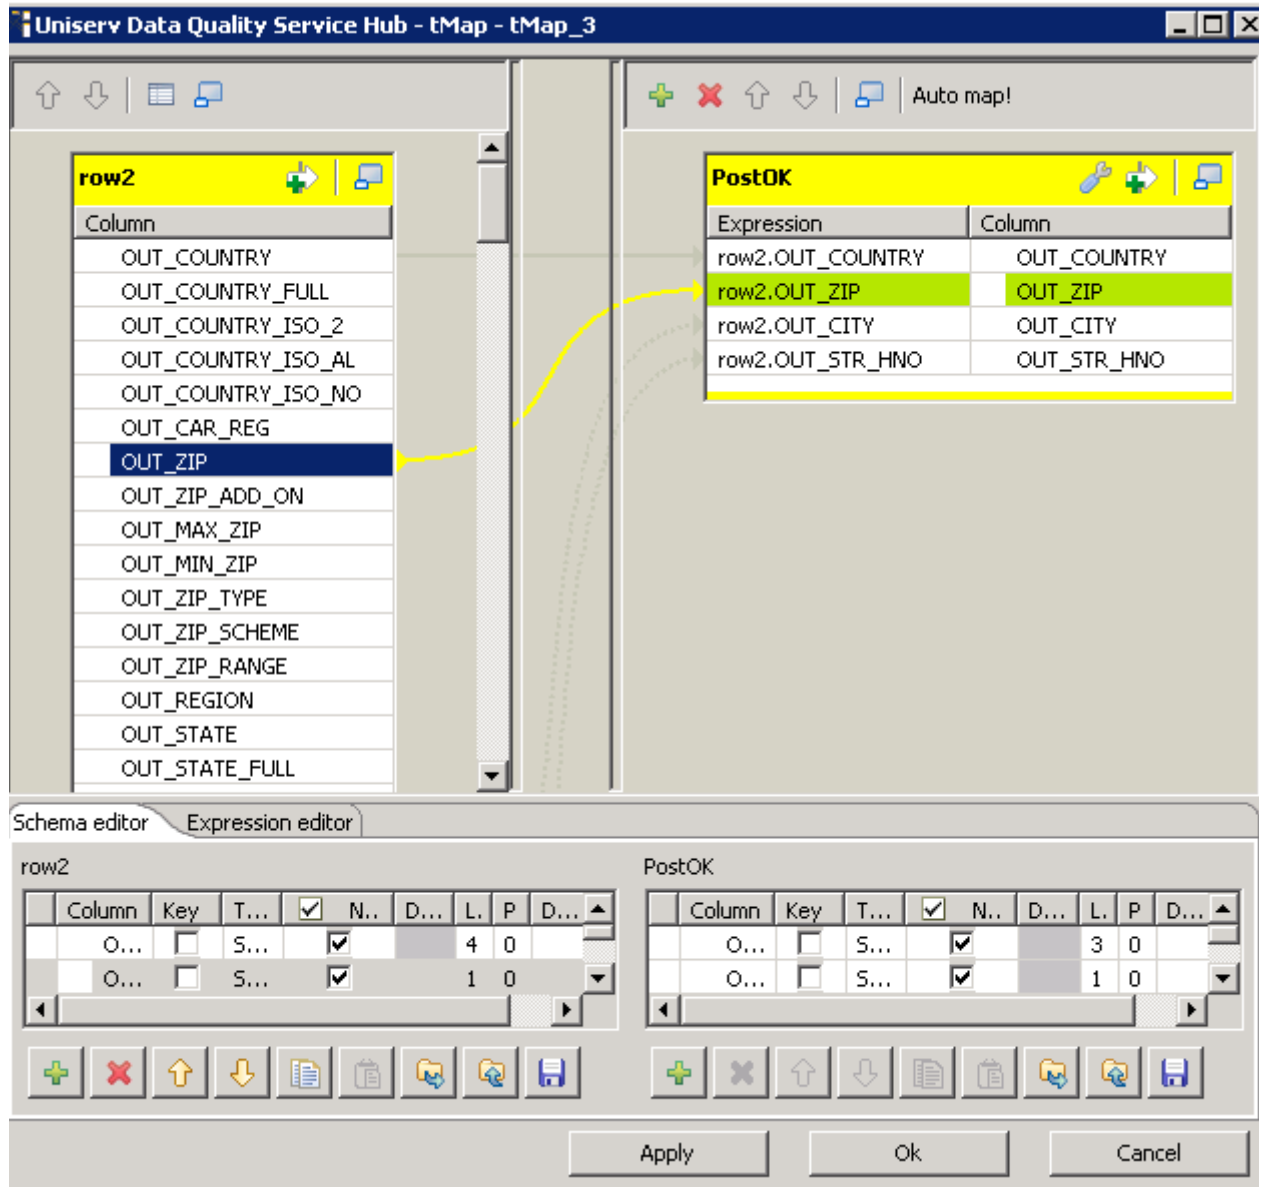 Uniserv Data Quality Service Hub - tMap - tMap_3
Auto map!
row2
Column
OUT_COUNTRY
OUT_COUNTRY_FULL
OUT_COUNTRY_ISO_2
OUT_COUNTRY_ISO_AL
OUT_COUNTRY_ISO_NO
OUT_CAR_REG
OUT_ZIP
OUT_ZIP_ADD_ON
OUT_MAX_ZIP
OUT_MIN_ZIP
OUT_ZIP_TYPE
OUT_ZIP_SCHEME
OUT_ZIP_RANGE
OUT_REGION
OUT_STATE
OUT_STATE_FULL
PostOK
Expression Column
row2.OUT_COUNTRY OUT_COUNTRY
row2.OUT_ZIP OUT_ZIP
row2.OUT_CITY OUT_CITY
row2.OUT_STR_HNO OUT_STR_HNO
Schema editor Expression editor
row2
Column Key T... N.. D... L. P D...
O... S... 4 0
O... S... 1 0
PostOK
Column Key T... N.. D... L. P D...
O... S... 3 0
O... S... 1 0
Apply Ok Cancel